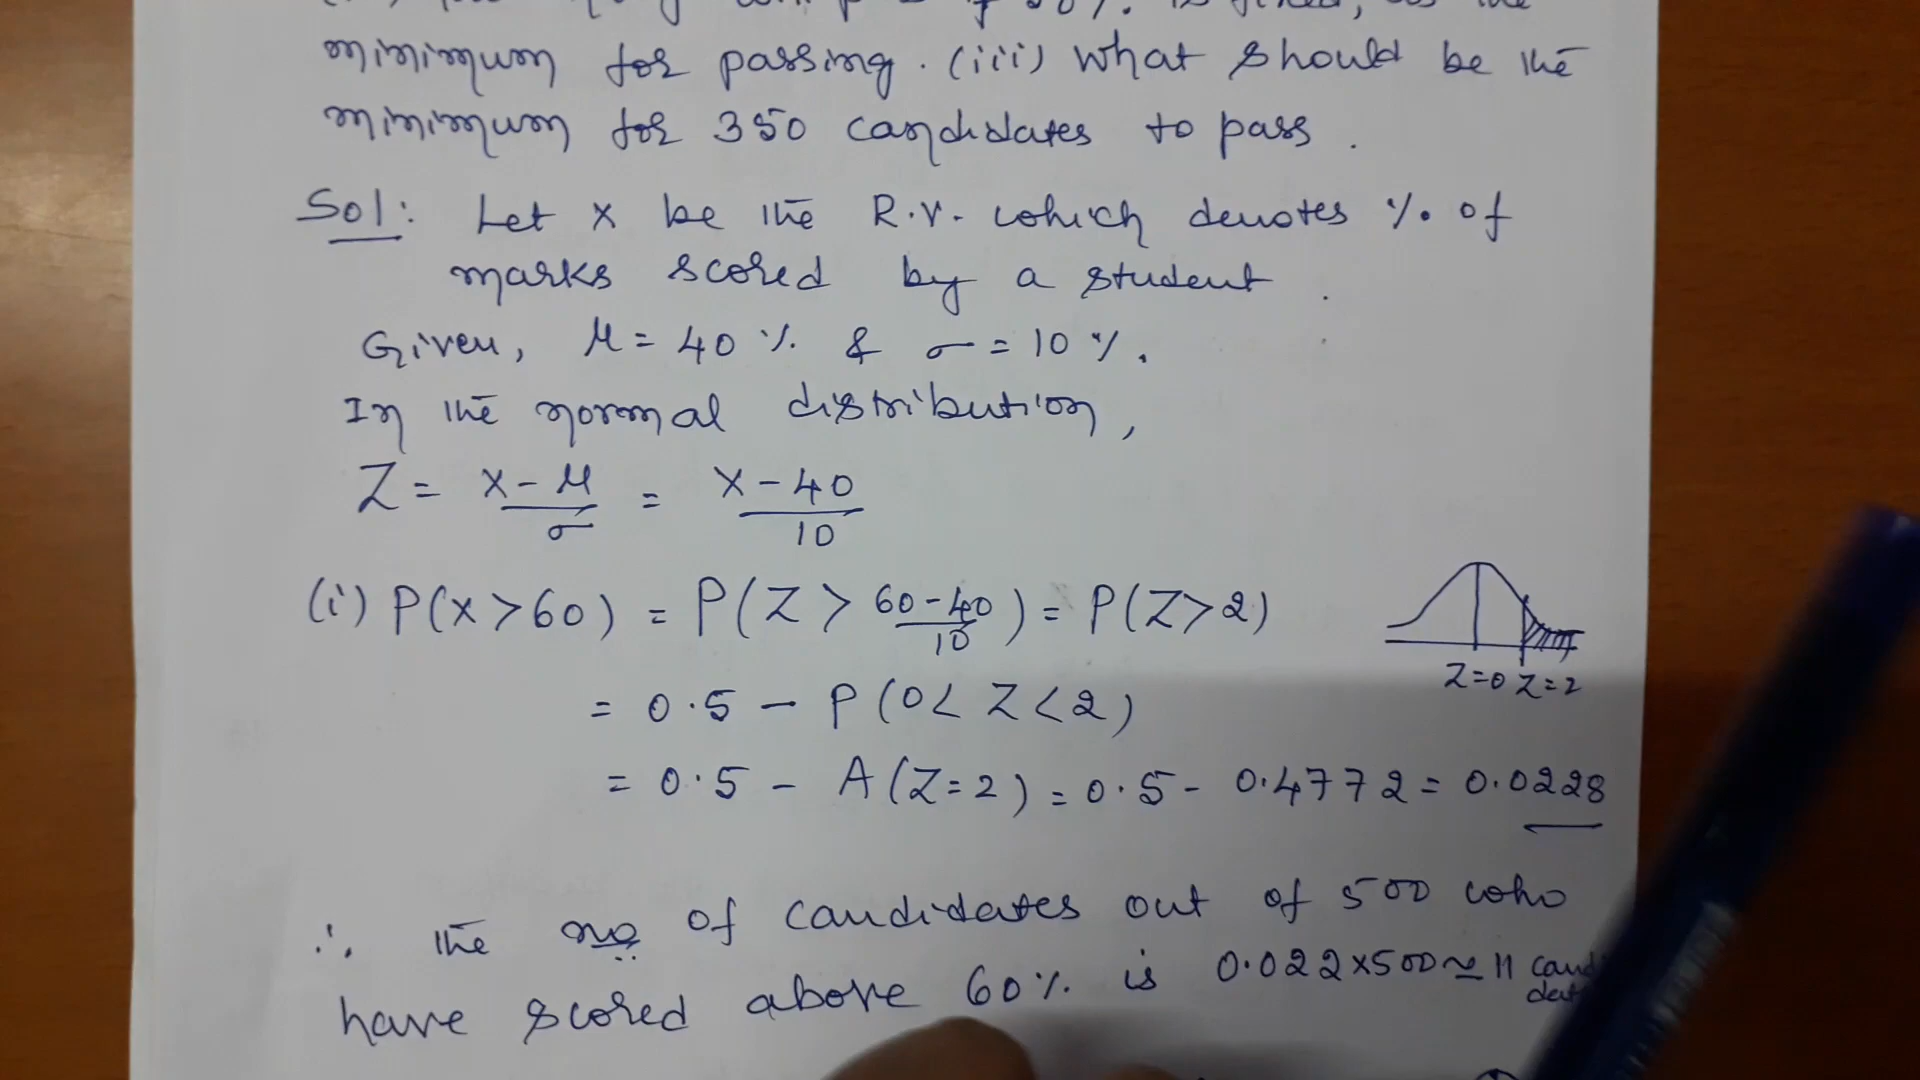 minimum for passing. (iii) What should be the
minimum for 350 candidates to pass.
Sol: Let X be the R.V. which denotes % of
marks scored by a student.
Given, μ = 40 % & σ = 10 %.
In the normal distribution,
Z = X-μ/σ = X-40/10
(i) P(X>60) = P(Z > 60-40/10) = P(Z>2)
Z=0 Z=2
= 0.5 - P(0< Z <2)
= 0.5 - A(Z=2) = 0.5 - 0.4772 = 0.0228
∴ the no of candidates out of 500 who
have scored above 60% is 0.022×500 ≃ 11